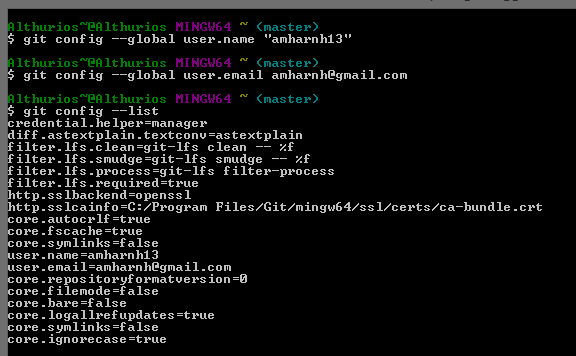 Althurios~@Althurios MINGW64 ~ (master)
$ git config --global user.name "amharnh13"
Althurios~@Althurios MINGW64 ~ (master)
$ git config --global user.email amharnh@gmail.com
Althurios~@Althurios MINGW64 ~ (master)
$ git config --list
credential.helper=manager
diff.astextplain.textconv=astextplain
filter.lfs.clean=git-lfs clean -- %f
filter.lfs.smudge=git-lfs smudge -- %f
filter.lfs.process=git-lfs filter-process
filter.lfs.required=true
http.sslbackend=openssl
http.sslcainfo=C:/Program Files/Git/mingw64/ssl/certs/ca-bundle.crt
core.autocrlf=true
core.fscache=true
core.symlinks=false
user.name=amharnh13
user.email=amharnh@gmail.com
core.repositoryformatversion=0
core.filemode=false
core.bare=false
core.logallrefupdates=true
core.symlinks=false
core.ignorecase=true